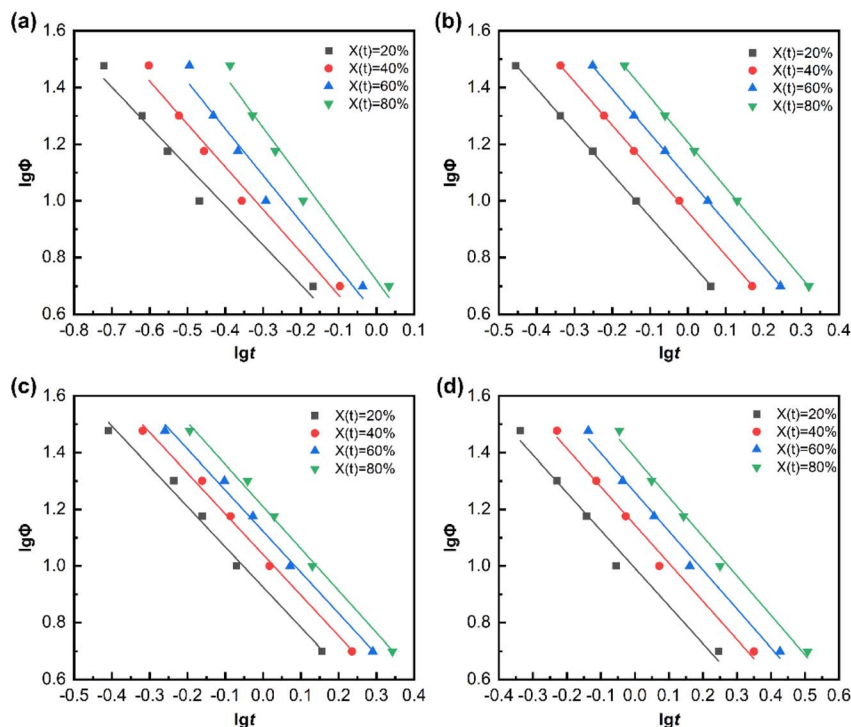 (a)
1.6
1.4
1.2
1.0
0.8
0.6
lgΦ
X(t)=20%
X(t)=40%
X(t)=60%
X(t)=80%
-0.8 -0.7 -0.6 -0.5 -0.4 -0.3 -0.2 -0.1 0.0 0.1
lgt
(b)
1.6
1.4
1.2
1.0
0.8
0.6
lgΦ
X(t)=20%
X(t)=40%
X(t)=60%
X(t)=80%
-0.5 -0.4 -0.3 -0.2 -0.1 0.0 0.1 0.2 0.3 0.4
lgt
(c)
1.6
1.4
1.2
1.0
0.8
0.6
lgΦ
X(t)=20%
X(t)=40%
X(t)=60%
X(t)=80%
-0.5 -0.4 -0.3 -0.2 -0.1 0.0 0.1 0.2 0.3 0.4
lgt
(d)
1.6
1.4
1.2
1.0
0.8
0.6
lgΦ
X(t)=20%
X(t)=40%
X(t)=60%
X(t)=80%
-0.4 -0.3 -0.2 -0.1 0.0 0.1 0.2 0.3 0.4 0.5 0.6
lgt